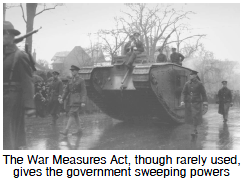 The War Measures Act, though rarely used,
gives the government sweeping powers